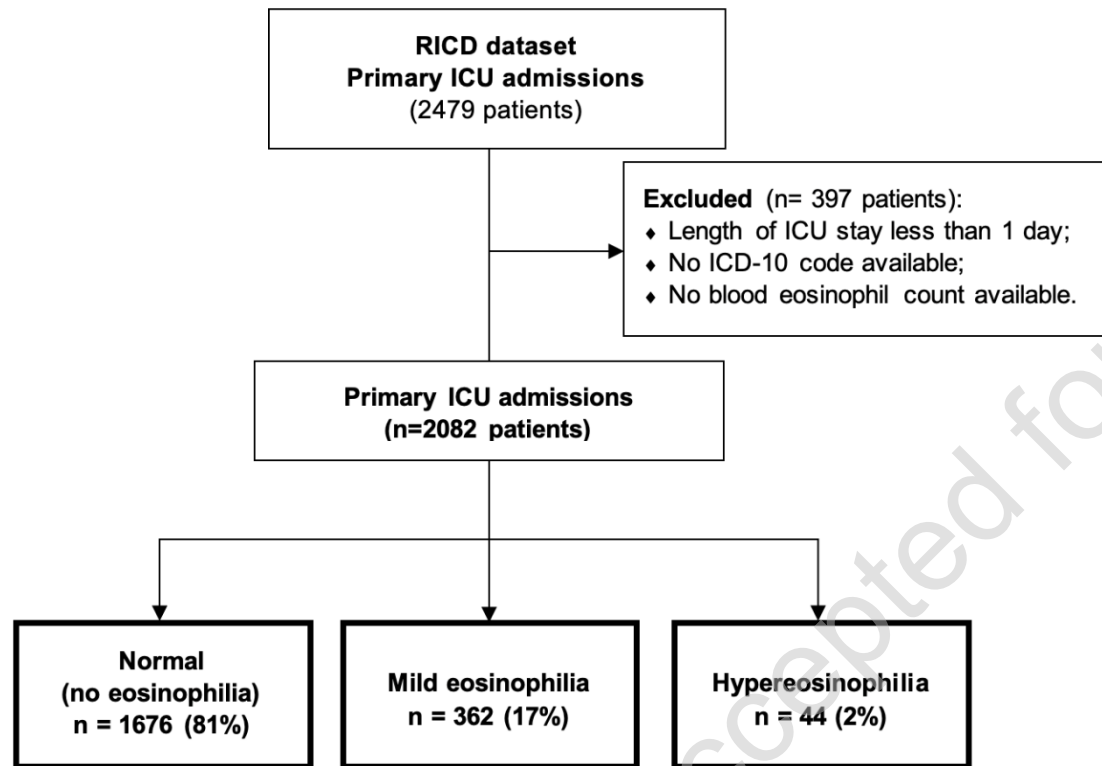 RICD dataset
Primary ICU admissions
(2479 patients)
Excluded (n= 397 patients):
♦ Length of ICU stay less than 1 day;
♦ No ICD-10 code available;
♦ No blood eosinophil count available.
Primary ICU admissions
(n=2082 patients)
Normal
(no eosinophilia)
n = 1676 (81%)
Mild eosinophilia
n = 362 (17%)
Hypereosinophilia
n = 44 (2%)